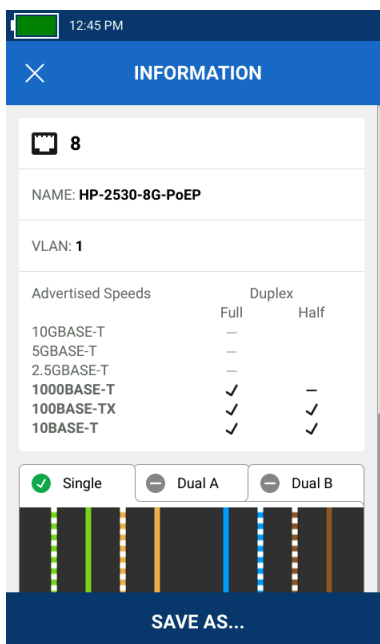 12:45 PM
INFORMATION
8
NAME: HP-2530-8G-PoEP
VLAN: 1
Advertised Speeds Duplex
Full Half
10GBASE-T —
5GBASE-T —
2.5GBASE-T —
1000BASE-T ✓ –
100BASE-TX ✓ ✓
10BASE-T ✓ ✓
Single Dual A Dual B
SAVE AS...